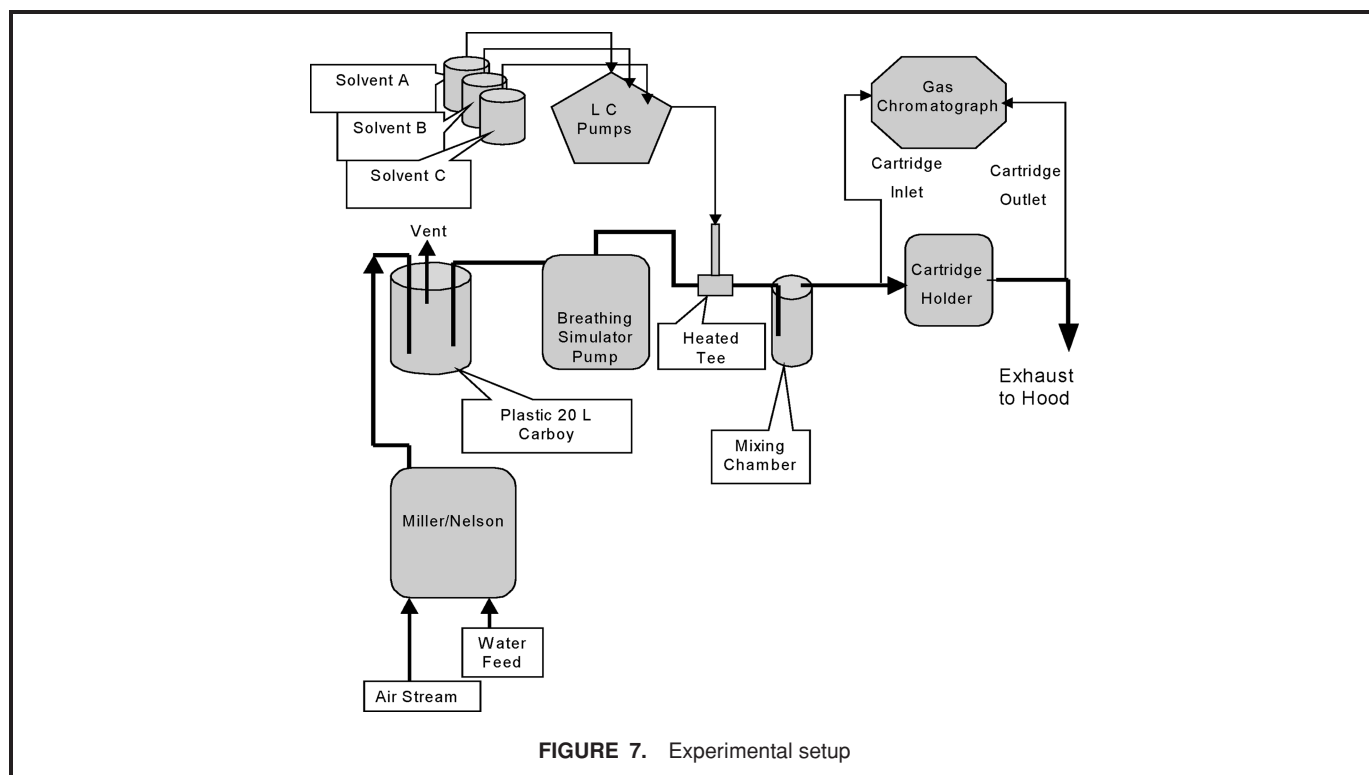 Solvent A
Solvent B
Solvent C
L C
Pumps
Gas
Chromatograph
Cartridge
Inlet
Cartridge
Outlet
Vent
Breathing
Simulator
Pump
Heated
Tee
Cartridge
Holder
Plastic 20 L
Carboy
Mixing
Chamber
Exhaust
to Hood
Miller/Nelson
Water
Feed
Air Stream
FIGURE 7. Experimental setup